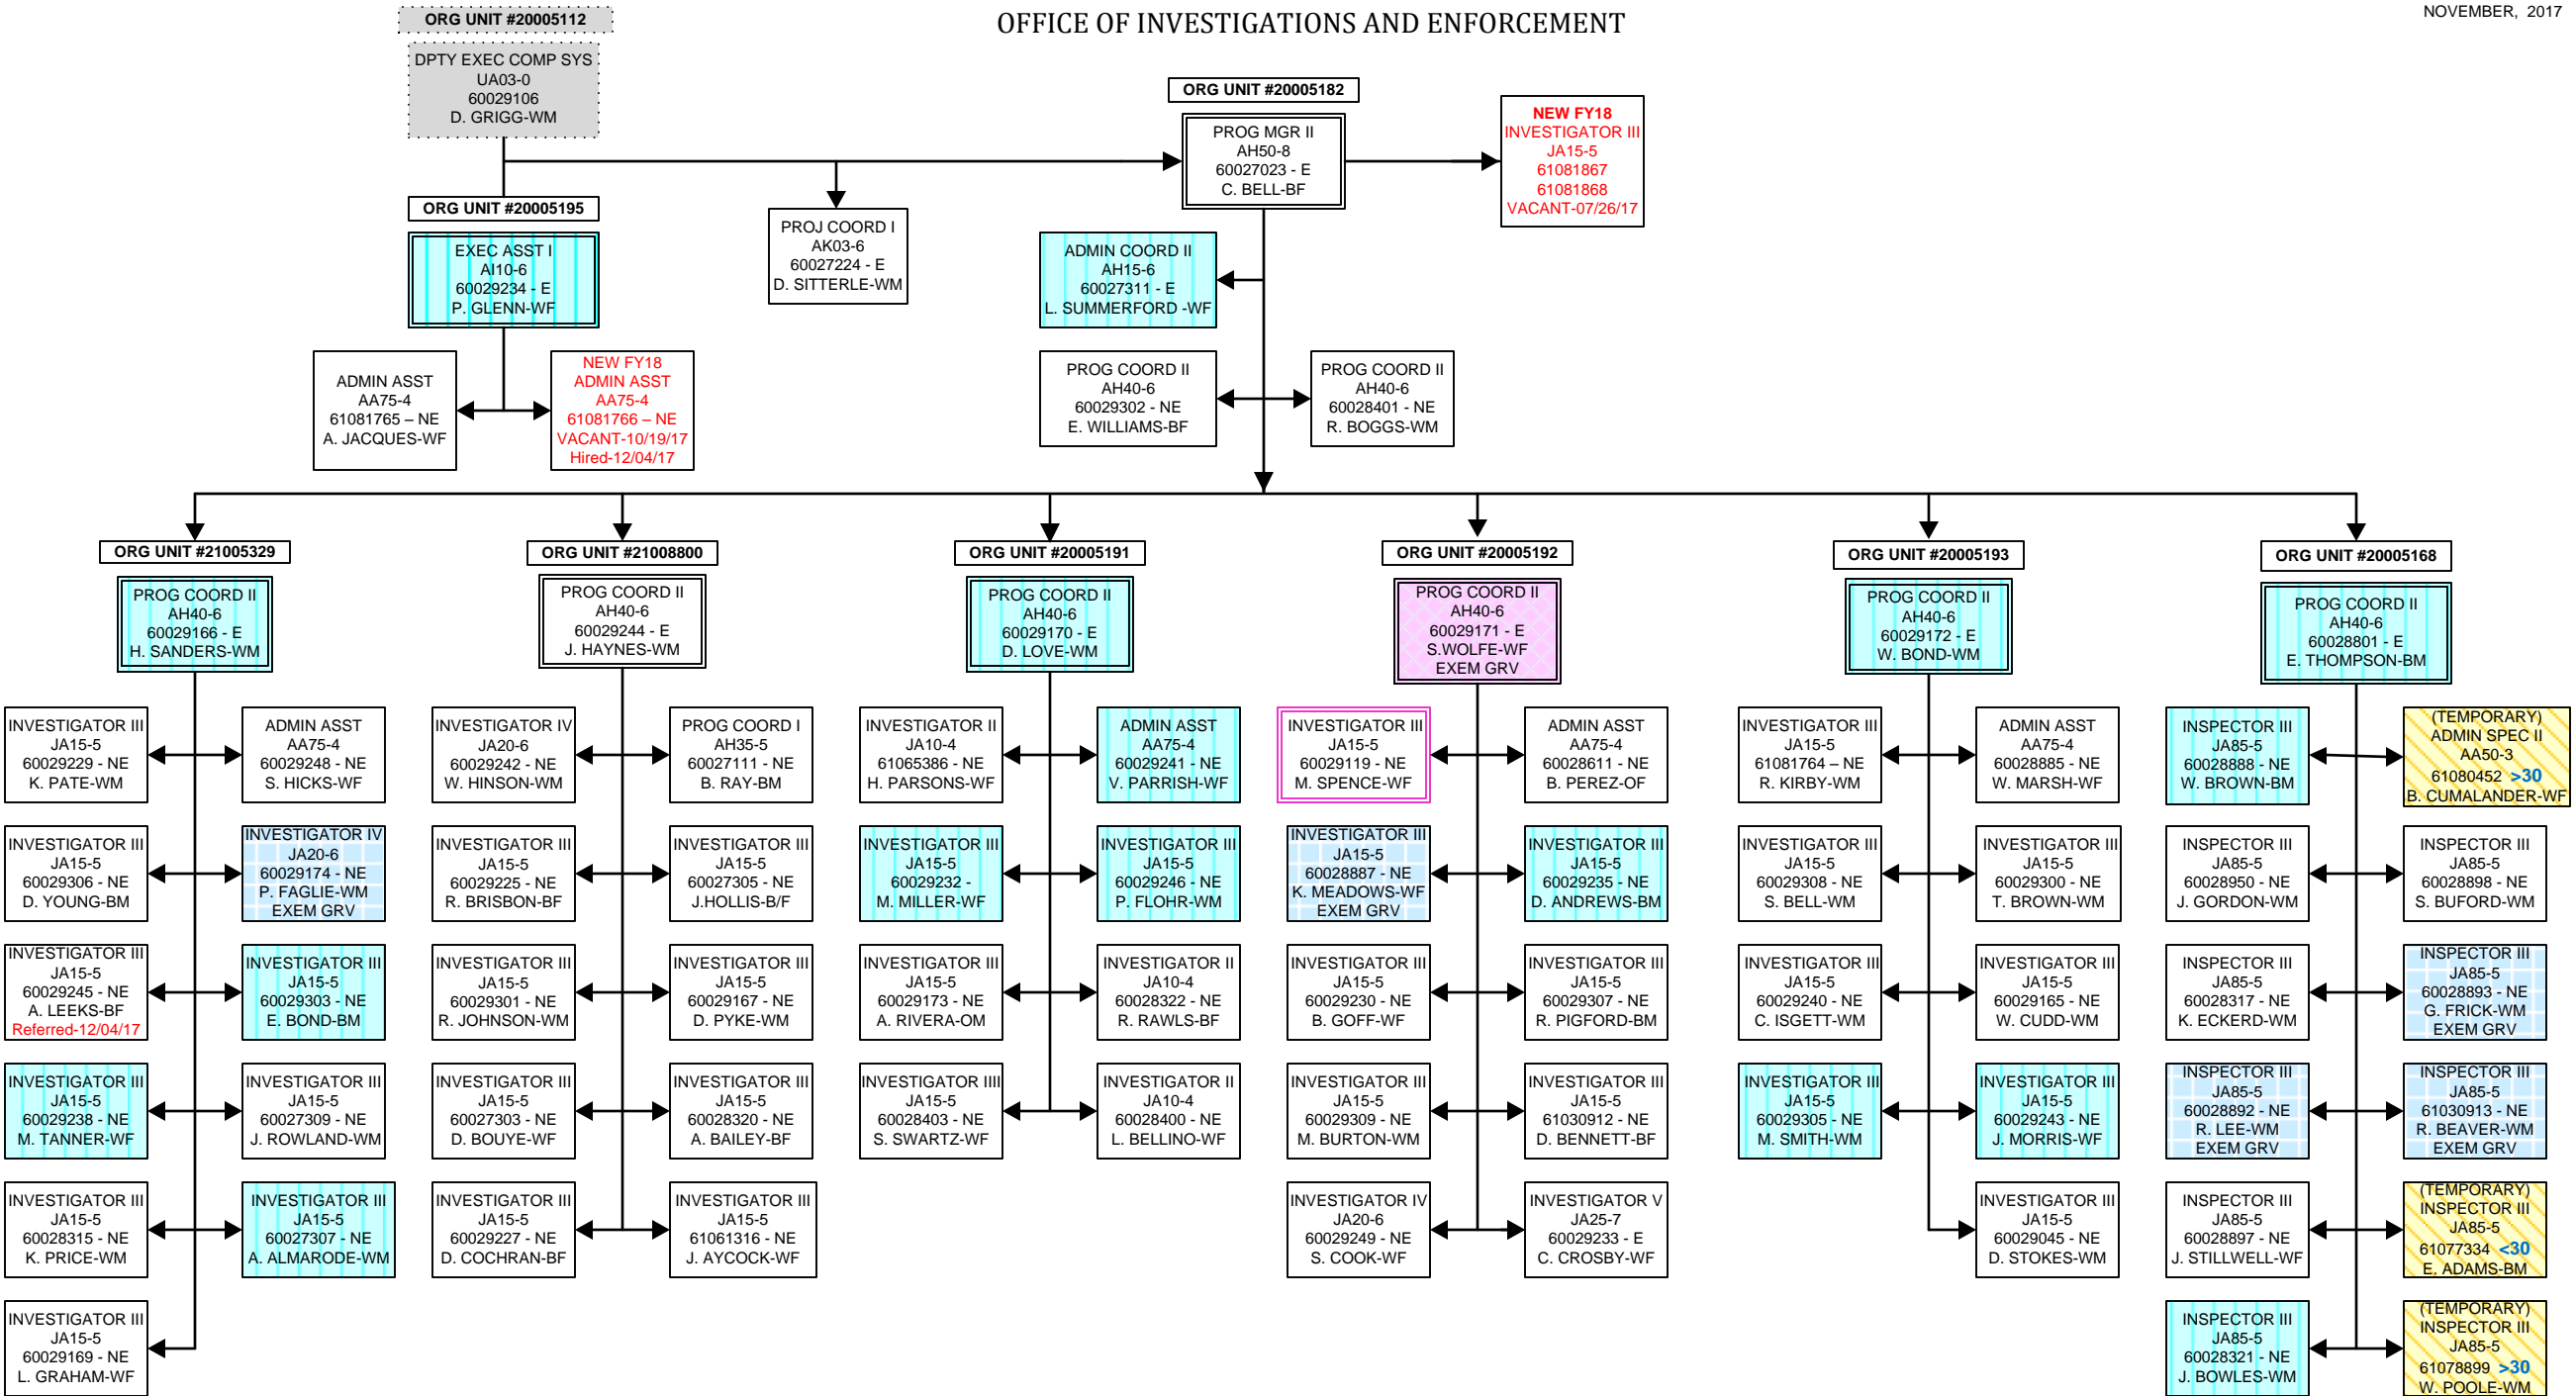 OFFICE OF INVESTIGATIONS AND ENFORCEMENT
NOVEMBER, 2017
ORG UNIT #20005112
DPTY EXEC COMP SYS
UA03-0
60029106
D. GRIGG-WM
ORG UNIT #20005182
PROG MGR II
AH50-8
60027023 - E
C. BELL-BF
NEW FY18
INVESTIGATOR III
JA15-5
61081867
61081868
VACANT-07/26/17
ORG UNIT #20005195
EXEC ASST I
AI10-6
60029234 - E
P. GLENN-WF
PROJ COORD I
AK03-6
60027224 - E
D. SITTERLE-WM
ADMIN COORD II
AH15-6
60027311 - E
L. SUMMERFORD -WF
ADMIN ASST
AA75-4
61081765 – NE
A. JACQUES-WF
NEW FY18
ADMIN ASST
AA75-4
61081766 – NE
VACANT-10/19/17
Hired-12/04/17
PROG COORD II
AH40-6
60029302 - NE
E. WILLIAMS-BF
PROG COORD II
AH40-6
60028401 - NE
R. BOGGS-WM
ORG UNIT #21005329
PROG COORD II
AH40-6
60029166 - E
H. SANDERS-WM
INVESTIGATOR III
JA15-5
60029229 - NE
K. PATE-WM
ADMIN ASST
AA75-4
60029248 - NE
S. HICKS-WF
INVESTIGATOR III
JA15-5
60029306 - NE
D. YOUNG-BM
INVESTIGATOR IV
JA20-6
60029174 - NE
P. FAGLIE-WM
EXEM GRV
INVESTIGATOR III
JA15-5
60029245 - NE
A. LEEKS-BF
Referred-12/04/17
INVESTIGATOR III
JA15-5
60029303 - NE
E. BOND-BM
INVESTIGATOR III
JA15-5
60029238 - NE
M. TANNER-WF
INVESTIGATOR III
JA15-5
60027309 - NE
J. ROWLAND-WM
INVESTIGATOR III
JA15-5
60028315 - NE
K. PRICE-WM
INVESTIGATOR III
JA15-5
60027307 - NE
A. ALMARODE-WM
INVESTIGATOR III
JA15-5
60029169 - NE
L. GRAHAM-WF
ORG UNIT #21008800
PROG COORD II
AH40-6
60029244 - E
J. HAYNES-WM
INVESTIGATOR IV
JA20-6
60029242 - NE
W. HINSON-WM
PROG COORD I
AH35-5
60027111 - NE
B. RAY-BM
INVESTIGATOR III
JA15-5
60029225 - NE
R. BRISBON-BF
INVESTIGATOR III
JA15-5
60027305 - NE
J.HOLLIS-B/F
INVESTIGATOR III
JA15-5
60029301 - NE
R. JOHNSON-WM
INVESTIGATOR III
JA15-5
60029167 - NE
D. PYKE-WM
INVESTIGATOR III
JA15-5
60027303 - NE
D. BOUYE-WF
INVESTIGATOR III
JA15-5
60028320 - NE
A. BAILEY-BF
INVESTIGATOR III
JA15-5
60029227 - NE
D. COCHRAN-BF
INVESTIGATOR III
JA15-5
61061316 - NE
J. AYCOCK-WF
ORG UNIT #20005191
PROG COORD II
AH40-6
60029170 - E
D. LOVE-WM
INVESTIGATOR II
JA10-4
61065386 - NE
H. PARSONS-WF
ADMIN ASST
AA75-4
60029241 - NE
V. PARRISH-WF
INVESTIGATOR III
JA15-5
60029232 -
M. MILLER-WF
INVESTIGATOR III
JA15-5
60029246 - NE
P. FLOHR-WM
INVESTIGATOR III
JA15-5
60029173 - NE
A. RIVERA-OM
INVESTIGATOR II
JA10-4
60028322 - NE
R. RAWLS-BF
INVESTIGATOR IIII
JA15-5
60028403 - NE
S. SWARTZ-WF
INVESTIGATOR II
JA10-4
60028400 - NE
L. BELLINO-WF
ORG UNIT #20005192
PROG COORD II
AH40-6
60029171 - E
S.WOLFE-WF
EXEM GRV
INVESTIGATOR III
JA15-5
60029119 - NE
M. SPENCE-WF
ADMIN ASST
AA75-4
60028611 - NE
B. PEREZ-OF
INVESTIGATOR III
JA15-5
60028887 - NE
K. MEADOWS-WF
EXEM GRV
INVESTIGATOR III
JA15-5
60029235 - NE
D. ANDREWS-BM
INVESTIGATOR III
JA15-5
60029230 - NE
B. GOFF-WF
INVESTIGATOR III
JA15-5
60029307 - NE
R. PIGFORD-BM
INVESTIGATOR III
JA15-5
60029309 - NE
M. BURTON-WM
INVESTIGATOR III
JA15-5
61030912 - NE
D. BENNETT-BF
INVESTIGATOR IV
JA20-6
60029249 - NE
S. COOK-WF
INVESTIGATOR V
JA25-7
60029233 - E
C. CROSBY-WF
ORG UNIT #20005193
PROG COORD II
AH40-6
60029172 - E
W. BOND-WM
INVESTIGATOR III
JA15-5
61081764 – NE
R. KIRBY-WM
ADMIN ASST
AA75-4
60028885 - NE
W. MARSH-WF
INVESTIGATOR III
JA15-5
60029308 - NE
S. BELL-WM
INVESTIGATOR III
JA15-5
60029300 - NE
T. BROWN-WM
INVESTIGATOR III
JA15-5
60029240 - NE
C. ISGETT-WM
INVESTIGATOR III
JA15-5
60029165 - NE
W. CUDD-WM
INVESTIGATOR III
JA15-5
60029305 - NE
M. SMITH-WM
INVESTIGATOR III
JA15-5
60029243 - NE
J. MORRIS-WF
INVESTIGATOR III
JA15-5
60029045 - NE
D. STOKES-WM
ORG UNIT #20005168
PROG COORD II
AH40-6
60028801 - E
E. THOMPSON-BM
INSPECTOR III
JA85-5
60028888 - NE
W. BROWN-BM
(TEMPORARY)
ADMIN SPEC II
AA50-3
61080452 >30
B. CUMALANDER-WF
INSPECTOR III
JA85-5
60028950 - NE
J. GORDON-WM
INSPECTOR III
JA85-5
60028898 - NE
S. BUFORD-WM
INSPECTOR III
JA85-5
60028317 - NE
K. ECKERD-WM
INSPECTOR III
JA85-5
60028893 - NE
G. FRICK-WM
EXEM GRV
INSPECTOR III
JA85-5
60028892 - NE
R. LEE-WM
EXEM GRV
INSPECTOR III
JA85-5
61030913 - NE
R. BEAVER-WM
EXEM GRV
INSPECTOR III
JA85-5
60028897 - NE
J. STILLWELL-WF
(TEMPORARY)
INSPECTOR III
JA85-5
61077334 <30
E. ADAMS-BM
INSPECTOR III
JA85-5
60028321 - NE
J. BOWLES-WM
(TEMPORARY)
INSPECTOR III
JA85-5
61078899 >30
W. POOLE-WM